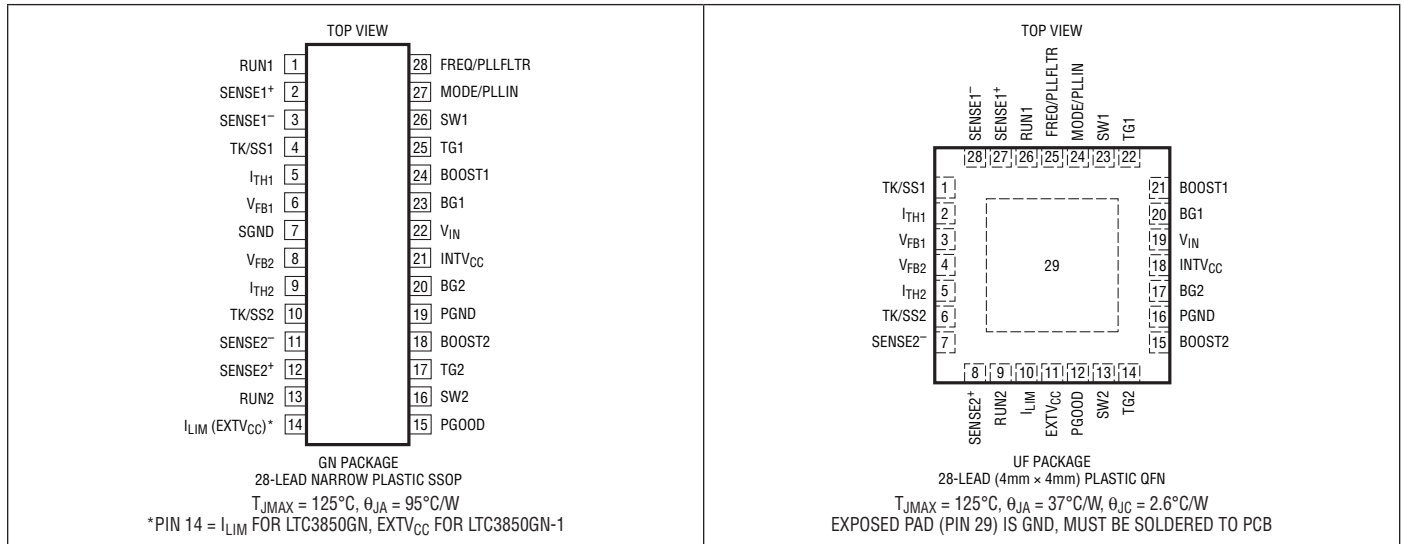 TOP VIEW
RUN1 1
SENSE1+ 2
SENSE1– 3
TK/SS1 4
ITH1 5
VFB1 6
SGND 7
VFB2 8
ITH2 9
TK/SS2 10
SENSE2– 11
SENSE2+ 12
RUN2 13
ILIM (EXTVCC)* 14
28 FREQ/PLLFLTR
27 MODE/PLLIN
26 SW1
25 TG1
24 BOOST1
23 BG1
22 VIN
21 INTVCC
20 BG2
19 PGND
18 BOOST2
17 TG2
16 SW2
15 PGOOD
GN PACKAGE
28-LEAD NARROW PLASTIC SSOP
TJMAX = 125°C, θJA = 95°C/W
*PIN 14 = ILIM FOR LTC3850GN, EXTVCC FOR LTC3850GN-1
TOP VIEW
SENSE1–
SENSE1+
RUN1
FREQ/PLLFLTR
MODE/PLLIN
SW1
TG1
28 27 26 25 24 23 22
TK/SS1 1
ITH1 2
VFB1 3
VFB2 4
ITH2 5
TK/SS2 6
SENSE2– 7
29
21 BOOST1
20 BG1
19 VIN
18 INTVCC
17 BG2
16 PGND
15 BOOST2
8 9 10 11 12 13 14
SENSE2+
RUN2
ILIM
EXTVCC
PGOOD
SW2
TG2
UF PACKAGE
28-LEAD (4mm × 4mm) PLASTIC QFN
TJMAX = 125°C, θJA = 37°C/W, θJC = 2.6°C/W
EXPOSED PAD (PIN 29) IS GND, MUST BE SOLDERED TO PCB